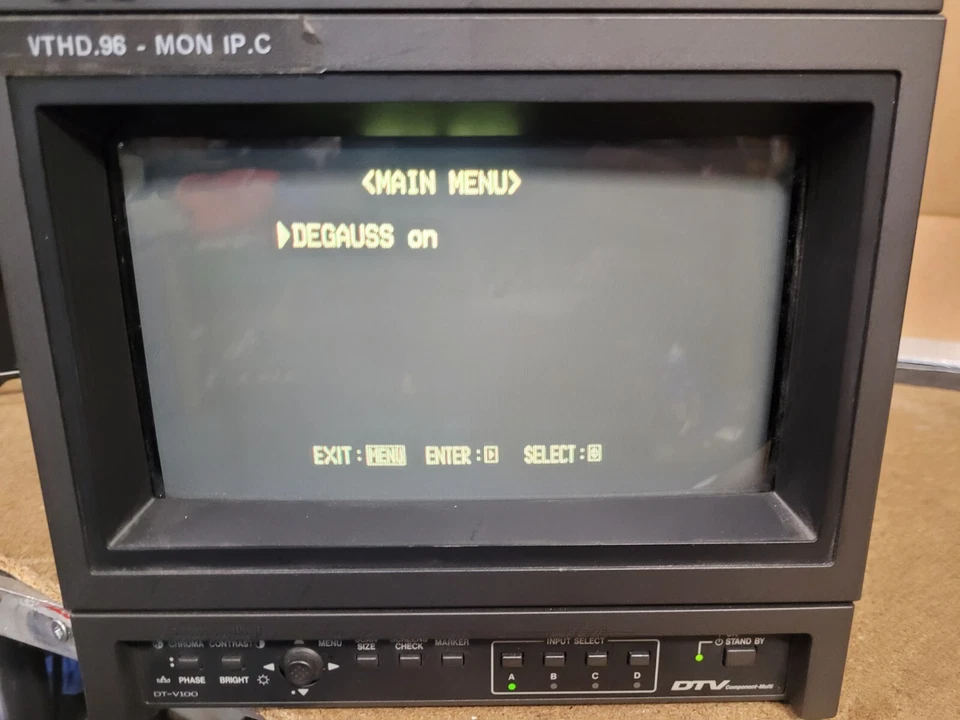 VTHD.96 - MON IP.C
<MAIN MENU>
DEGAUSS on
EXIT: MENU ENTER: SELECT:
CHROMA CONTRAST MENU SIZE CHECK MARKER INPUT SELECT STAND BY
PHASE BRIGHT A B C D
DT-V100 DTV Component-Multi